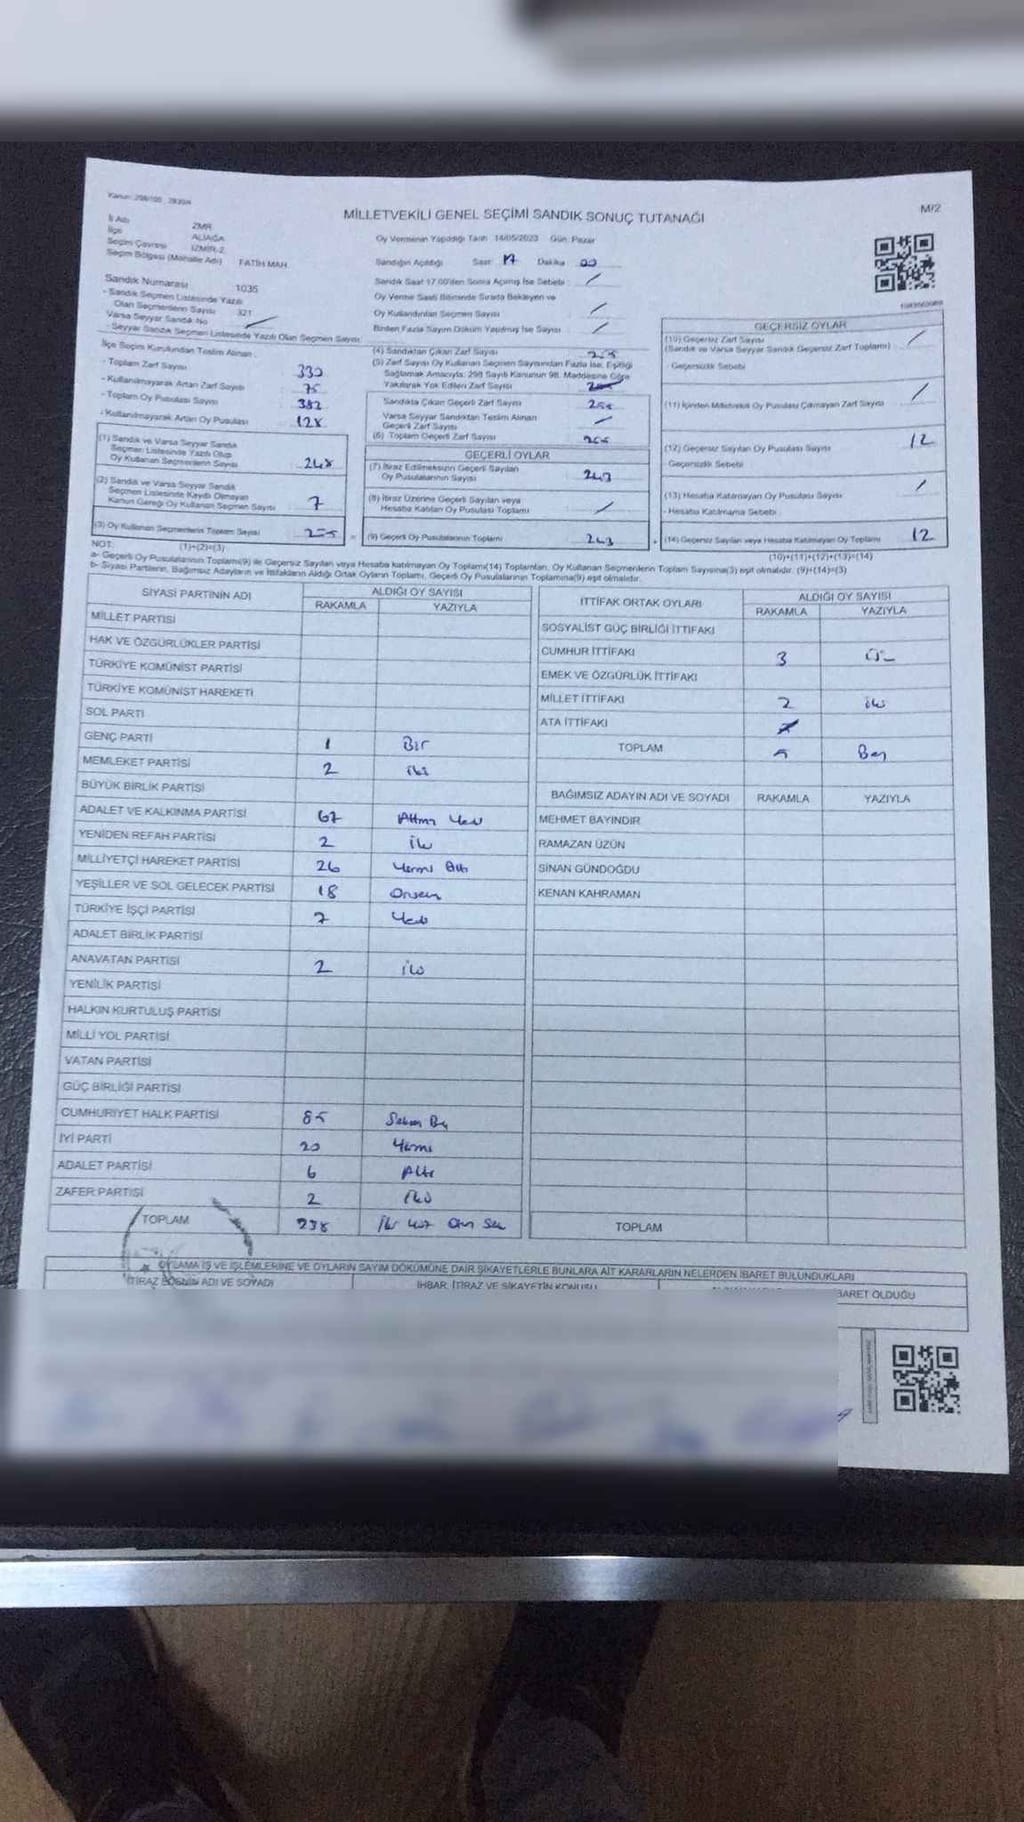 Kanun: 298/105 , 2839/4
M/2
MİLLETVEKİLİ GENEL SEÇİMİ SANDIK SONUÇ TUTANAĞI
İl Adı İZMİR
İlçe ALİAĞA
Seçim Çevresi İZMİR-2
Seçim Bölgesi (Mahalle Adı) FATİH MAH.
Sandık Numarası 1035
- Sandık Seçmen Listesinde Yazılı
Olan Seçmenlerin Sayısı 321
Varsa Seyyar Sandık No
- Seyyar Sandık Seçmen Listesinde Yazılı Olan Seçmen Sayısı
Oy Vermenin Yapıldığı Tarih 14/05/2023 Gün: Pazar
Sandığın Açıldığı Saat: 17 Dakika 00
Sandık Saat 17:00'den Sonra Açılmış İse Sebebi :
Oy Verme Saati Bitiminde Sırada Bekleyen ve
Oy Kullandırılan Seçmen Sayısı
Birden Fazla Sayım Döküm Yapılmış İse Sayısı
İlçe Seçim Kurulundan Teslim Alınan
- Toplam Zarf Sayısı 330
- Kullanılmayarak Artan Zarf Sayısı 75
- Toplam Oy Pusulası Sayısı 382
- Kullanılmayarak Artan Oy Pusulası 128
(1) Sandık ve Varsa Seyyar Sandık
Seçmen Listesinde Yazılı Olup
Oy Kullanan Seçmenlerin Sayısı 248
(2) Sandık ve Varsa Seyyar Sandık
Seçmen Listesinde Kaydı Olmayan
Kanun Gereği Oy Kullanan Seçmen Sayısı 7
(3) Oy Kullanan Seçmenlerin Toplam Sayısı 255
(4) Sandıktan Çıkan Zarf Sayısı 255
(5) Zarf Sayısı Oy Kullanan Seçmen Sayısından Fazla İse, Eşitliği
Sağlamak Amacıyla; 298 Sayılı Kanunun 98. Maddesine Göre
Yakılarak Yok Edilen Zarf Sayısı
Sandıkta Çıkan Geçerli Zarf Sayısı 255
Varsa Seyyar Sandıktan Teslim Alınan
Geçerli Zarf Sayısı
(6) Toplam Geçerli Zarf Sayısı 255
GEÇERLİ OYLAR
(7) İtiraz Edilmeksizin Geçerli Sayılan
Oy Pusulalarının Sayısı 243
(8) İtiraz Üzerine Geçerli Sayılan veya
Hesaba Katılan Oy Pusulası Toplamı
(9) Geçerli Oy Pusulalarının Toplamı 243
GEÇERSİZ OYLAR
(10) Geçersiz Zarf Sayısı
(Sandık ve Varsa Seyyar Sandık Geçersiz Zarf Toplamı)
- Geçersizlik Sebebi
(11) İçinden Milletvekili Oy Pusulası Çıkmayan Zarf Sayısı
(12) Geçersiz Sayılan Oy Pusulası Sayısı 12
Geçersizlik Sebebi
(13) Hesaba Katılmayan Oy Pusulası Sayısı
- Hesaba Katılmama Sebebi :
(14) Geçersiz Sayılan veya Hesaba Katılmayan Oy Toplamı 12
NOT: (1)+(2)=(3) (10)+(11)+(12)+(13)=(14)
a- Geçerli Oy Pusulalarının Toplamı(9) ile Geçersiz Sayılan veya Hesaba katılmayan Oy Toplamı(14) Toplamları, Oy Kullanan Seçmenlerin Toplam Sayısına(3) eşit olmalıdır. (9)+(14)=(3)
b- Siyasi Partilerin, Bağımsız Adayların ve İttifakların Aldığı Ortak Oyların Toplamı, Geçerli Oy Pusulalarının Toplamına(9) eşit olmalıdır.
SİYASİ PARTİNİN ADI ALDIĞI OY SAYISI
RAKAMLA YAZIYLA
MİLLET PARTİSİ
HAK VE ÖZGÜRLÜKLER PARTİSİ
TÜRKİYE KOMÜNİST PARTİSİ
TÜRKİYE KOMÜNİST HAREKETİ
SOL PARTİ
GENÇ PARTİ 1 Bir
MEMLEKET PARTİSİ 2 iki
BÜYÜK BİRLİK PARTİSİ
ADALET VE KALKINMA PARTİSİ 67 Altmış Yedi
YENİDEN REFAH PARTİSİ 2 iki
MİLLİYETÇİ HAREKET PARTİSİ 26 Yirmi Altı
YEŞİLLER VE SOL GELECEK PARTİSİ 18 Onsekiz
TÜRKİYE İŞÇİ PARTİSİ 7 Yedi
ADALET BİRLİK PARTİSİ
ANAVATAN PARTİSİ 2 iki
YENİLİK PARTİSİ
HALKIN KURTULUŞ PARTİSİ
MİLLİ YOL PARTİSİ
VATAN PARTİSİ
GÜÇ BİRLİĞİ PARTİSİ
CUMHURİYET HALK PARTİSİ 85 Seksen Beş
İYİ PARTİ 20 Yirmi
ADALET PARTİSİ 6 Altı
ZAFER PARTİSİ 2 iki
TOPLAM 238 İki yüz Otuz Sekiz
İTTİFAK ORTAK OYLARI ALDIĞI OY SAYISI
RAKAMLA YAZIYLA
SOSYALİST GÜÇ BİRLİĞİ İTTİFAKI
CUMHUR İTTİFAKI 3 Üç
EMEK VE ÖZGÜRLÜK İTTİFAKI
MİLLET İTTİFAKI 2 iki
ATA İTTİFAKI
TOPLAM 5 Beş
BAĞIMSIZ ADAYIN ADI VE SOYADI RAKAMLA YAZIYLA
MEHMET BAYINDIR
RAMAZAN ÜZÜN
SİNAN GÜNDOĞDU
KENAN KAHRAMAN
TOPLAM
OYLAMA İŞ VE İŞLEMLERİNE VE OYLARIN SAYIM DÖKÜMÜNE DAİR ŞİKAYETLERLE BUNLARA AİT KARARLARIN NELERDEN İBARET BULUNDUKLARI
İTİRAZ EDENİN ADI VE SOYADI İHBAR, İTİRAZ VE ŞİKAYETİN KONUSU İBARET OLDUĞU